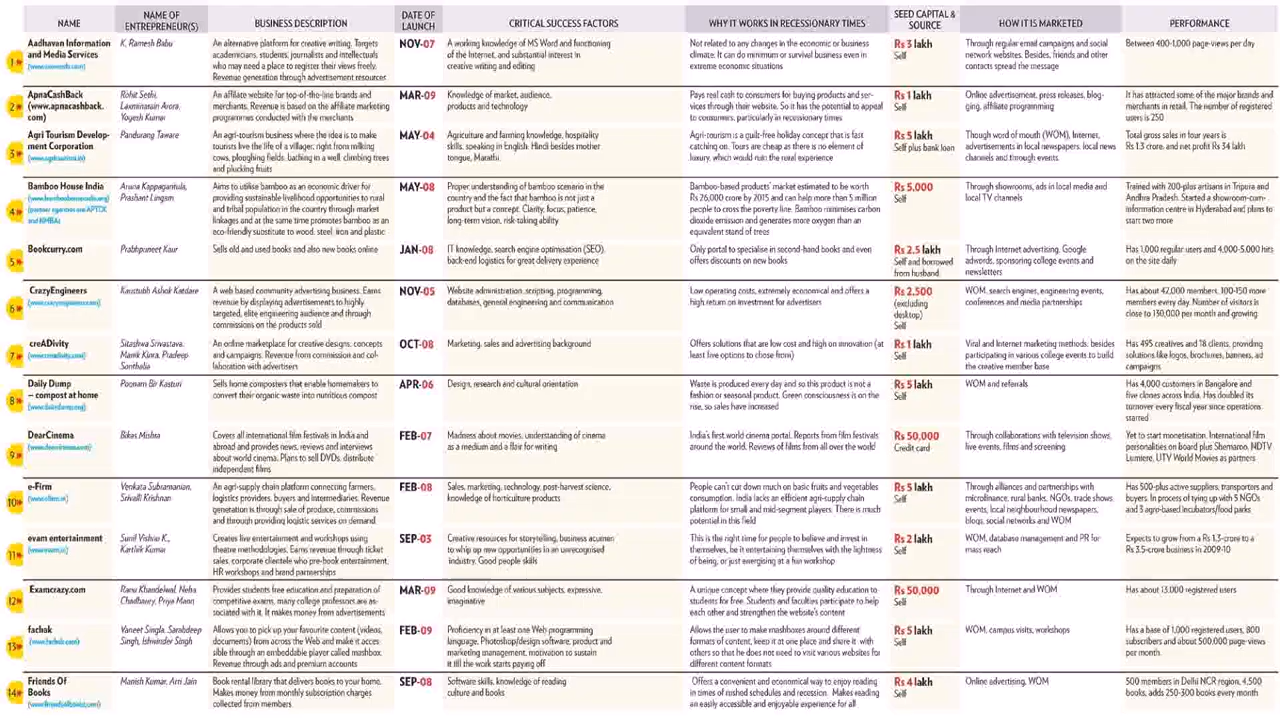 NAME
NAME OF
ENTREPRENEUR(S)
BUSINESS DESCRIPTION
DATE OF
LAUNCH
CRITICAL SUCCESS FACTORS
WHY IT WORKS IN RECESSIONARY TIMES
SEED CAPITAL &
SOURCE
HOW IT IS MARKETED
PERFORMANCE
1
Aadhavan Information
and Media Services
K. Ramesh Babu
An alternative platform for creative writing. Targets
academicians, students, journalists and intellectuals
who may need a place to register their views freely.
Revenue generation through advertisement resources
NOV-07
A working knowledge of MS Word and functioning
of the Internet, and substantial interest in
creative writing and editing
Not related to any changes in the economic or business
climate. It can do minimum or survival business even in
extreme economic situations
Rs 3 lakh
Self
Through regular email campaigns and social
network websites. Besides, friends and other
contacts spread the message
Between 400-1,000 page-views per day
2
ApnaCashBack
(www.apnacashback.
com)
Rohit Sethi,
Laxminarain Arora,
Yogesh Kumar
An affiliate website for top-of-the-line brands and
merchants. Revenue is based on the affiliate marketing
programmes conducted with the merchants
MAR-09
Knowledge of market, audience,
products and technology
Pays real cash to consumers for buying products and ser-
vices through their website. So it has the potential to appeal
to consumers, particularly in recessionary times
Rs 1 lakh
Self
Online advertisement, press releases, blog-
ging, affiliate programming
It has attracted some of the major brands and
merchants in retail. The number of registered
users is 250
3
Agri Tourism Develop-
ment Corporation
Pandurang Taware
An agri-tourism business where the idea is to make
tourists live the life of a villager; right from milking
cows, ploughing fields, bathing in a well, climbing trees
and plucking fruits
MAY-04
Agriculture and farming knowledge, hospitality
skills, speaking in English, Hindi besides mother
tongue, Marathi.
Agri-tourism is a guilt-free holiday concept that is fast
catching on. Tours are cheap as there is no element of
luxury, which would ruin the rural experience
Rs 5 lakh
Self plus bank loan
Though word of mouth (WOM), Internet,
advertisements in local newspapers, local news
channels and through events.
Total gross sales in four years is
Rs 1.3 crore, and net profit Rs 34 lakh
4
Bamboo House India
Aruna Kappagantula,
Prashant Lingam
Aims to utilise bamboo as an economic driver for
providing sustainable livelihood opportunities to rural
and tribal population in the country through market
linkages and at the same time promotes bamboo as an
eco-friendly substitute to wood, steel, iron and plastic
MAY-08
Proper understanding of bamboo scenario in the
country and the fact that bamboo is not just a
product but a concept. Clarity, focus, patience,
long-term vision, risk-taking ability
Bamboo-based products' market estimated to be worth
Rs 26,000 crore by 2015 and can help more than 5 million
people to cross the poverty line. Bamboo minimises carbon
dioxide emission and generates more oxygen than an
equivalent stand of trees
Rs 5,000
Self
Through showrooms, ads in local media and
local TV channels
Trained with 200-plus artisans in Tripura and
Andhra Pradesh. Started a showroom-cum-
information centre in Hyderabad and plans to
start two more
5
Bookcurry.com
Prabhpuneet Kaur
Sells old and used books and also new books online
JAN-08
IT knowledge, search engine optimisation (SEO),
back-end logistics for great delivery experience
Only portal to specialise in second-hand books and even
offers discounts on new books
Rs 2.5 lakh
Self and borrowed
from husband
Through Internet advertising, Google
adwords, sponsoring college events and
newsletters
Has 1,000 regular users and 4,000-5,000 hits
on the site daily
6
CrazyEngineers
Kaustubh Ashok Katdare
A web based community advertising business. Earns
revenue by displaying advertisements to highly
targeted, elite engineering audience and through
commissions on the products sold
NOV-05
Website administration, scripting, programming,
databases, general engineering and communication
Low operating costs, extremely economical and offers a
high return on investment for advertisers
Rs 2,500
(excluding
desktop)
Self
WOM, search engines, engineering events,
conferences and media partnerships
Has about 42,000 members, 100-150 more
members every day. Number of visitors is
close to 130,000 per month and growing
7
creADivity
Sitashwa Srivastava,
Manik Kinra, Pradeep
Sonthalia
An online marketplace for creative designs, concepts
and campaigns. Revenue from commission and col-
laboration with advertisers
OCT-08
Marketing, sales and advertising background
Offers solutions that are low cost and high on innovation (at
least five options to chose from)
Rs 1 lakh
Self
Viral and Internet marketing methods, besides
participating in various college events to build
the creative member base
Has 495 creatives and 18 clients, providing
solutions like logos, brochures, banners, ad
campaigns
8
Daily Dump
– compost at home
Poonam Bir Kasturi
Sells home composters that enable homemakers to
convert their organic waste into nutritious compost
APR-06
Design, research and cultural orientation
Waste is produced every day and so this product is not a
fashion or seasonal product. Green consciousness is on the
rise, so sales have increased
Rs 5 lakh
Self
WOM and referrals
Has 4,000 customers in Bangalore and
five clones across India. Has doubled its
turnover every fiscal year since operations
started
9
DearCinema
Bikas Mishra
Covers all international film festivals in India and
abroad and provides news, reviews and interviews
about world cinema. Plans to sell DVDs, distribute
independent films
FEB-07
Madness about movies, understanding of cinema
as a medium and a flair for writing
India's first world cinema portal. Reports from film festivals
around the world. Reviews of films from all over the world
Rs 50,000
Credit card
Through collaborations with television shows,
live events, films and screening
Yet to start monetisation. International film
personalities on board plus Shemaroo, NDTV
Lumiere, UTV World Movies as partners
10
e-Firm
Venkata Subramanian,
Srivalli Krishnan
An agri-supply chain platform connecting farmers,
logistics providers, buyers and intermediaries. Revenue
generation is through sale of produce, commissions
and through providing logistic services on demand
FEB-08
Sales, marketing, technology, post-harvest science,
knowledge of horticulture products
People can't cut down much on basic fruits and vegetables
consumption. India lacks an efficient agri-supply chain
platform for small and mid-segment players. There is much
potential in this field
Rs 5 lakh
Self
Through alliances and partnerships with
microfinance, rural banks, NGOs, trade shows
events, local neighbourhood newspapers,
blogs, social networks and WOM
Has 500-plus active suppliers, transporters and
buyers. In process of tying up with 5 NGOs
and 3 agro-based incubators/food parks
11
evam entertainment
Sunil Vishnu K.,
Karthik Kumar
Creates live entertainment and workshops using
theatre methodologies. Earns revenue through ticket
sales, corporate clientele who pre-book entertainment,
HR workshops and brand partnerships
SEP-03
Creative resources for storytelling, business acumen
to whip up new opportunities in an unrecognised
industry. Good people skills
This is the right time for people to believe and invest in
themselves, be it entertaining themselves with the lightness
of being, or just energising at a fun workshop
Rs 2 lakh
Self
WOM, database management and PR for
mass reach
Expects to grow from a Rs 1.3-crore to a
Rs 3.5-crore business in 2009-10
12
Examcrazy.com
Ranu Khandelwal, Neha
Chadhaury, Priya Mann
Provides students free education and preparation of
competitive exams, many college professors are as-
sociated with it. It makes money from advertisements
MAR-09
Good knowledge of various subjects, expressive,
imaginative
A unique concept where they provide quality education to
students for free. Students and faculties participate to help
each other and strengthen the website's content
Rs 50,000
Self
Through Internet and WOM
Has about 13,000 registered users
13
fachak
Vaneet Singla, Sarabdeep
Singh, Ishwinder Singh
Allows you to pick up your favourite content (videos,
documents) from across the Web and make it acces-
sible through an embeddable player called mashbox.
Revenue through ads and premium accounts
FEB-09
Proficiency in at least one Web programming
language, Photoshop/design software, product and
marketing management, motivation to sustain
it till the work starts paying off
Allows the user to make mashboxes around different
formats of content, keep it at one place and share it with
others so that he does not need to visit various websites for
different content formats
Rs 5 lakh
Self
WOM, campus visits, workshops
Has a base of 1,000 registered users, 800
subscribers and about 500,000 page-views
per month.
14
Friends Of
Books
Manish Kumar, Arri Jain
Book rental library that delivers books to your home.
Makes money from monthly subscription charges
collected from members
SEP-08
Software skills, knowledge of reading
culture and books
Offers a convenient and economical way to enjoy reading
in times of rushed schedules and recession. Makes reading
an easily accessible and enjoyable experience for all
Rs 4 lakh
Self
Online advertising, WOM
500 members in Delhi NCR region, 4,500
books, adds 250-300 books every month